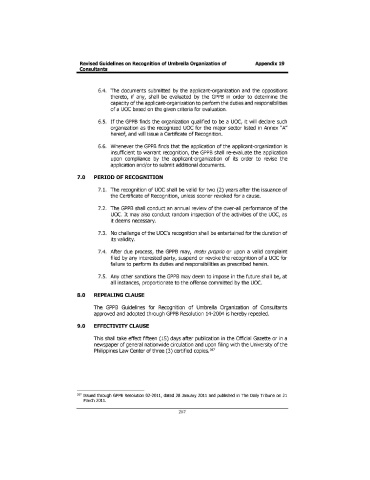 Revised Guidelines on Recognition of Umbrella Organization of Appendix 19
Consultants
6.4. The documents submitted by the applicant-organization and the oppositions
thereto, if any, shall be evaluated by the GPPB in order to determine the
capacity of the applicant-organization to perform the duties and responsibilities
of a UOC based on the given criteria for evaluation.
6.5. If the GPPB finds the organization qualified to be a UOC, it will declare such
organization as the recognized UOC for the major sector listed in Annex "A"
hereof, and will issue a Certificate of Recognition.
6.6. Whenever the GPPB finds that the application of the applicant-organization is
insufficient to warrant recognition, the GPPB shall re-evaluate the application
upon compliance by the applicant-organization of its order to revise the
application and/or to submit additional documents.
7.0 PERIOD OF RECOGNITION
7.1. The recognition of UOC shall be valid for two (2) years after the issuance of
the Certificate of Recognition, unless sooner revoked for a cause.
7.2. The GPPB shall conduct an annual review of the over-all performance of the
UOC. It may also conduct random inspection of the activities of the UOC, as
it deems necessary.
7.3. No challenge of the UOC's recognition shall be entertained for the duration of
its validity.
7.4. After due process, the GPPB may, motu proprio or upon a valid complaint
filed by any interested party, suspend or revoke the recognition of a UOC for
failure to perform its duties and responsibilities as prescribed herein.
7.5. Any other sanctions the GPPB may deem to impose in the future shall be, at
all instances, proportionate to the offense committed by the UOC.
8.0 REPEALING CLAUSE
The GPPB Guidelines for Recognition of Umbrella Organization of Consultants
approved and adopted through GPPB Resolution 14-2004 is hereby repealed.
9.0 EFFECTIVITY CLAUSE
This shall take effect fifteen (15) days after publication in the Official Gazette or in a
newspaper of general nationwide circulation and upon filing with the University of the
Philippines Law Center of three (3) certified copies.
Issued through GPPB Resolution 02-2011, dated 28 January 2011 and published in The Daily Tribune on 21
March 2011.